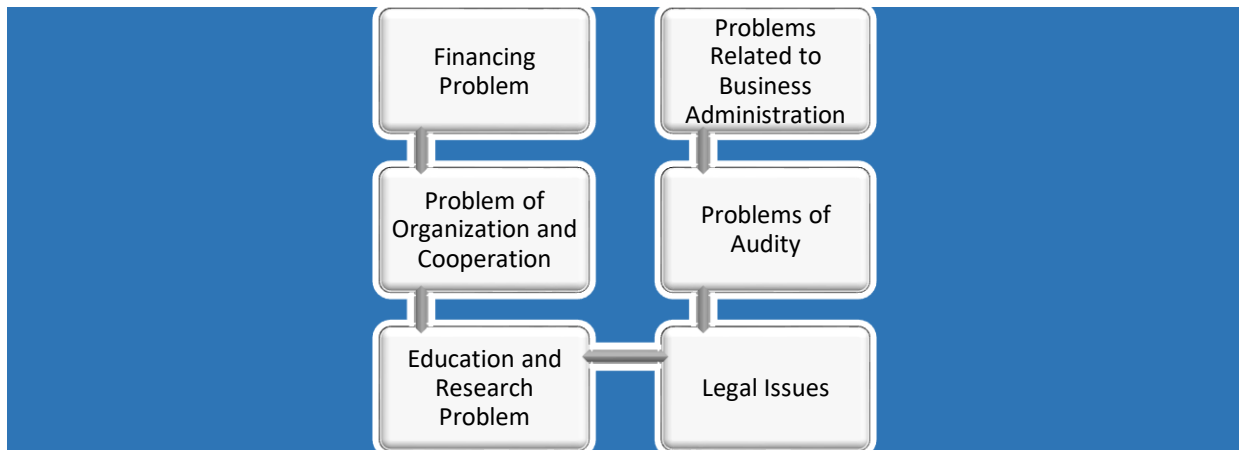 Financing
Problem
Problem of
Organization and
Cooperation
Education and
Research
Problem
Legal Issues
Problems of
Audity
Problems
Related to
Business
Administration